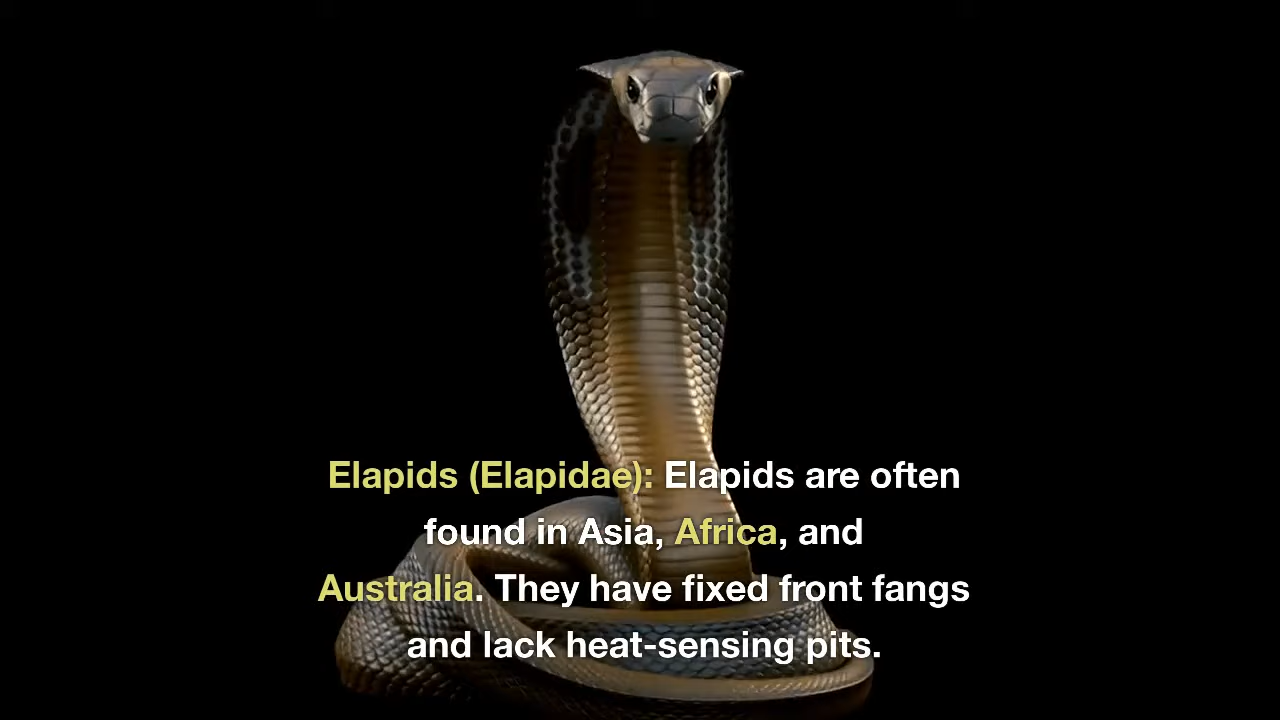 Elapids (Elapidae): Elapids are often
found in Asia, Africa, and
Australia. They have fixed front fangs
and lack heat-sensing pits.